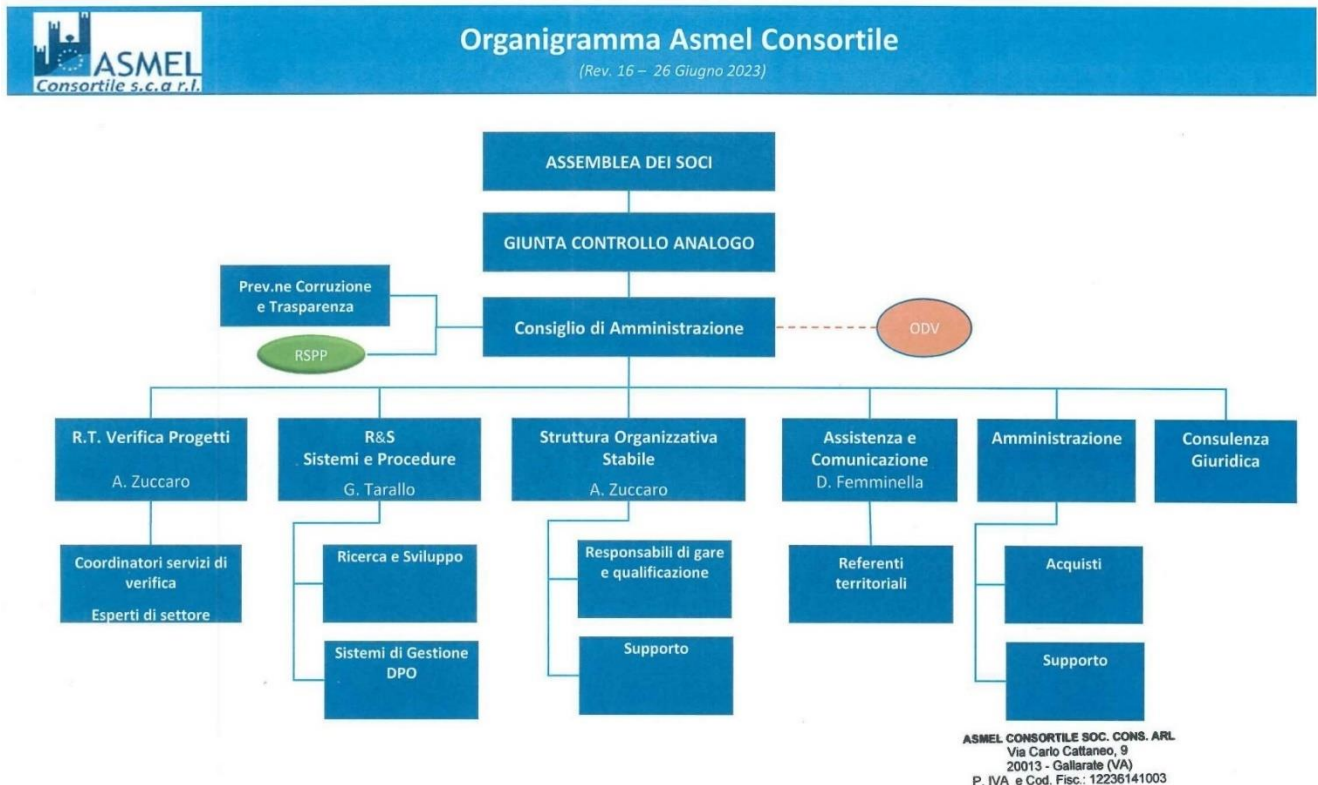 ASMEL
Consortile s.c.a r.l.
Organigramma Asmel Consortile
(Rev. 16 – 26 Giugno 2023)
ASSEMBLEA DEI SOCI
GIUNTA CONTROLLO ANALOGO
Prev.ne Corruzione
e Trasparenza
Consiglio di Amministrazione
ODV
RSPP
R.T. Verifica Progetti
A. Zuccaro
R&S
Sistemi e Procedure
G. Tarallo
Struttura Organizzativa
Stabile
A. Zuccaro
Assistenza e
Comunicazione
D. Femminella
Amministrazione
Consulenza
Giuridica
Coordinatori servizi di
verifica
Esperti di settore
Ricerca e Sviluppo
Responsabili di gare
e qualificazione
Referenti
territoriali
Acquisti
Sistemi di Gestione
DPO
Supporto
Supporto
ASMEL CONSORTILE SOC. CONS. ARL
Via Carlo Cattaneo, 9
20013 - Gallarate (VA)
P. IVA e Cod. Fisc.: 12236141003